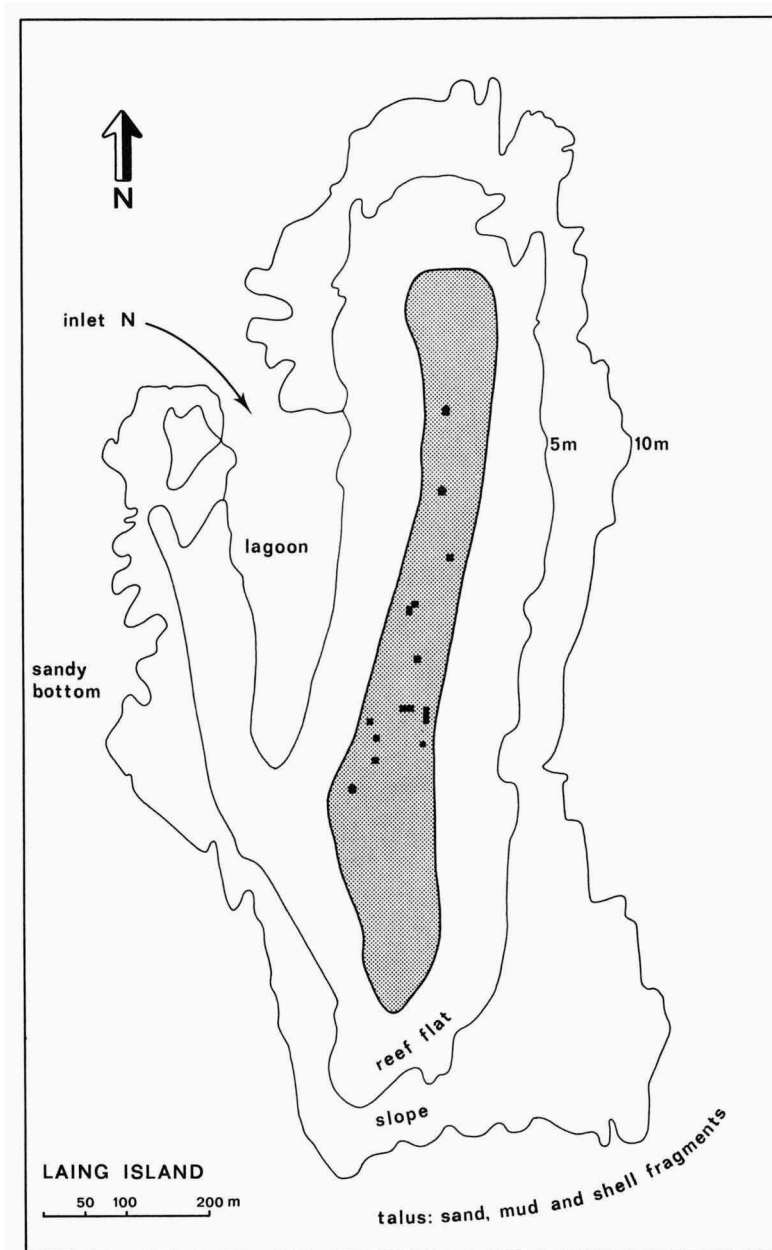 N
inlet N
5m
10m
lagoon
sandy
bottom
reef flat
slope
LAING ISLAND
50 100 200 m
talus: sand, mud and shell fragments